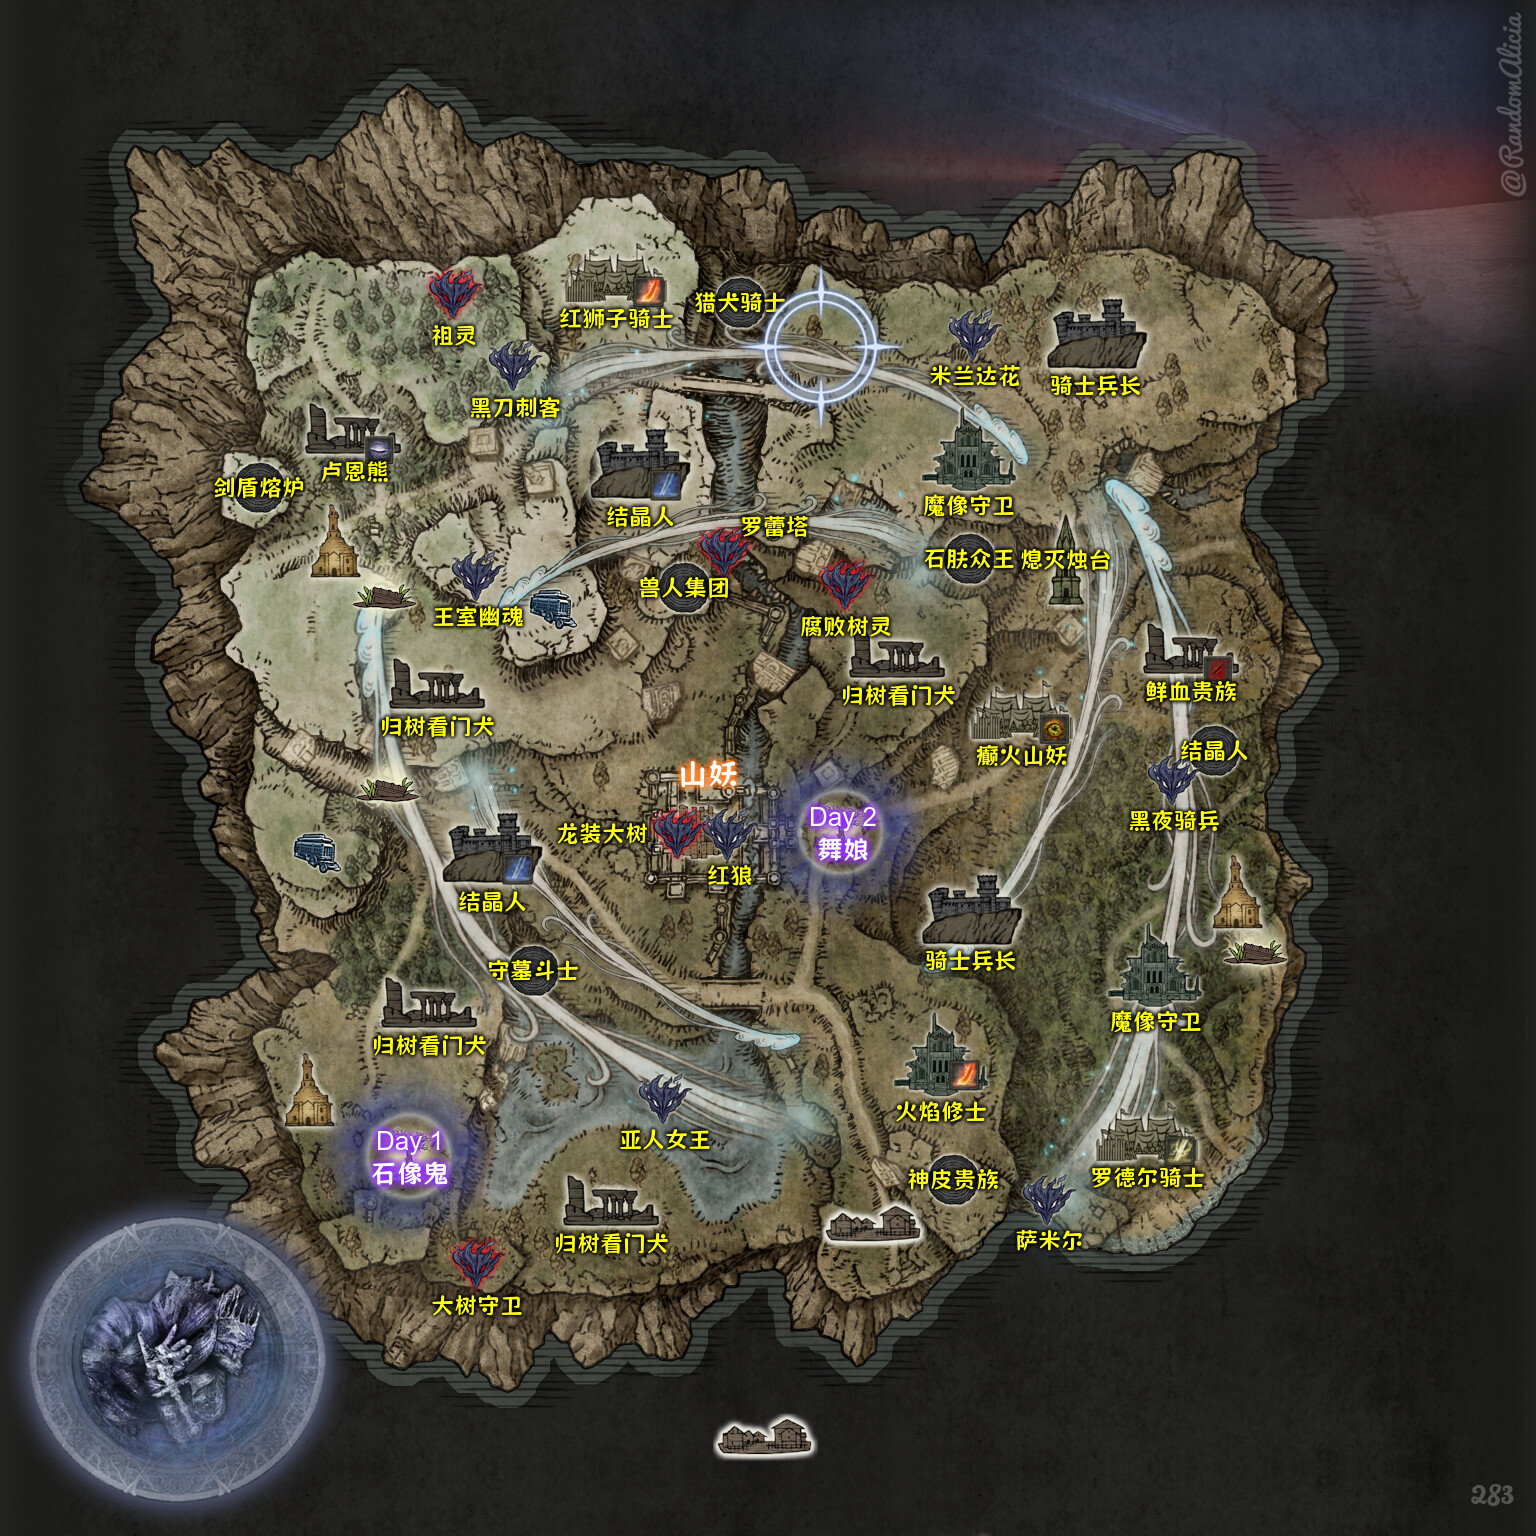 @RandomAlicia
猎犬骑士
红狮子骑士
祖灵
米兰达花
骑士兵长
黑刀刺客
卢恩熊
剑盾熔炉
魔像守卫
结晶人
罗蕾塔
石肤众王
熄灭烛台
兽人集团
王室幽魂
腐败树灵
鲜血贵族
归树看门犬
归树看门犬
结晶人
癫火山妖
山妖
黑夜骑兵
Day 2
舞娘
龙装大树
红狼
结晶人
骑士兵长
守墓斗士
魔像守卫
归树看门犬
火焰修士
亚人女王
Day 1
石像鬼
神皮贵族
罗德尔骑士
归树看门犬
萨米尔
大树守卫
283